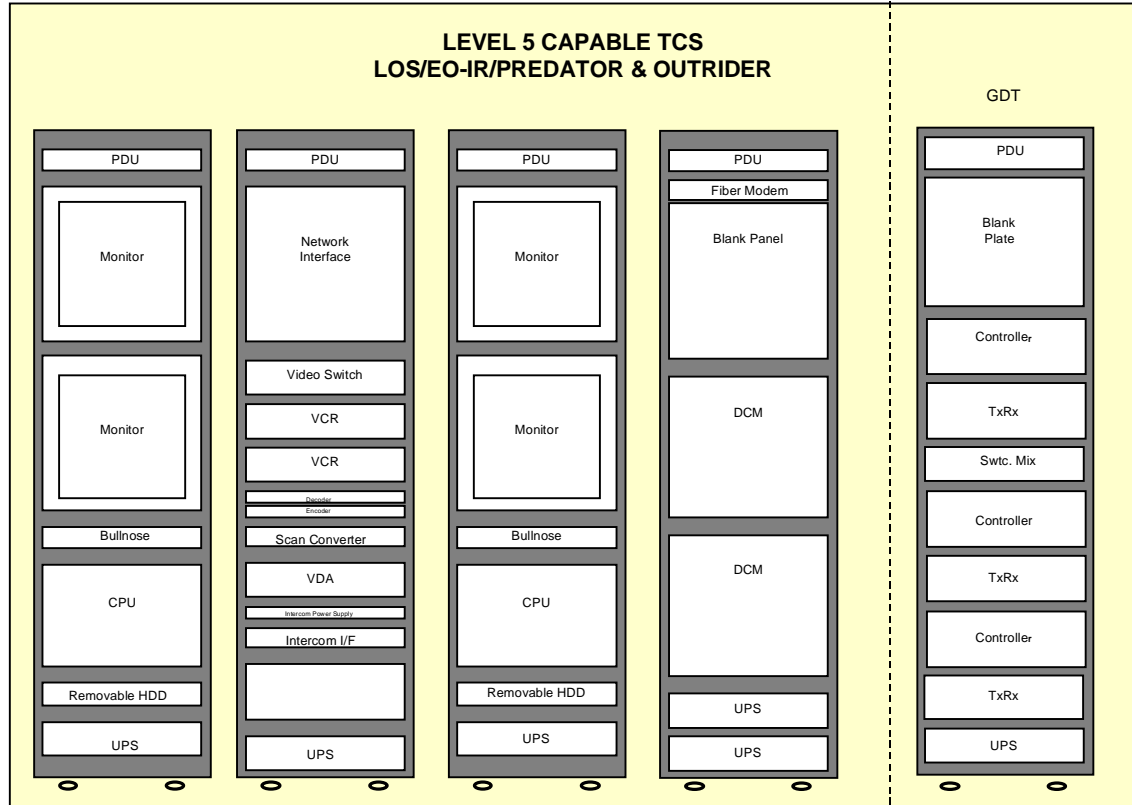 LEVEL 5 CAPABLE TCS
LOS/EO-IR/PREDATOR & OUTRIDER
PDU
Monitor
Monitor
Bullnose
CPU
Removable HDD
UPS
PDU
Network
Interface
Video Switch
VCR
VCR
Decoder
Encoder
Scan Converter
VDA
Intercom Power Supply
Intercom I/F
UPS
PDU
Monitor
Monitor
Bullnose
CPU
Removable HDD
UPS
PDU
Fiber Modem
Blank Panel
DCM
DCM
UPS
UPS
GDT
PDU
Blank
Plate
Controller
TxRx
Swtc. Mix
Controller
TxRx
Controller
TxRx
UPS